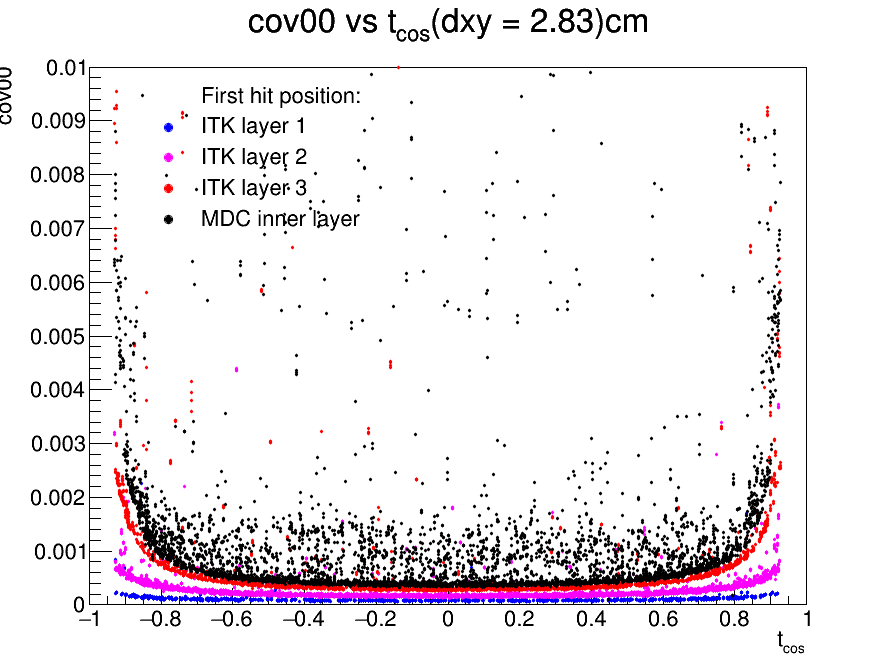 cov00 vs tcos(dxy = 2.83)cm
cov00
0.01
0.009
0.008
0.007
0.006
0.005
0.004
0.003
0.002
0.001
0
First hit position:
ITK layer 1
ITK layer 2
ITK layer 3
MDC inner layer
−1 −0.8 −0.6 −0.4 −0.2 0 0.2 0.4 0.6 0.8 1
tcos